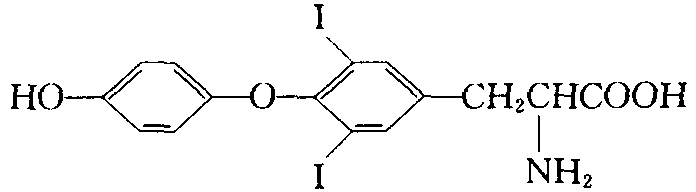 I
HO O CH₂CHCOOH
I
NH₂